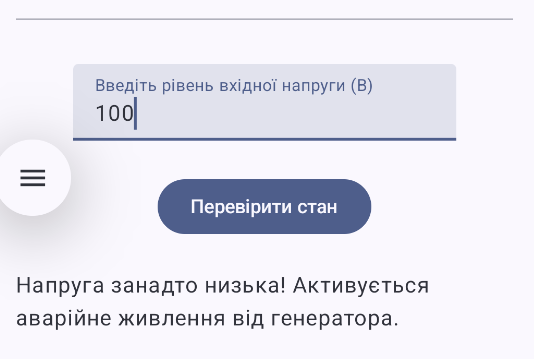 Введіть рівень вхідної напруги (В)
100
Перевірити стан
Напруга занадто низька! Активується
аварійне живлення від генератора.